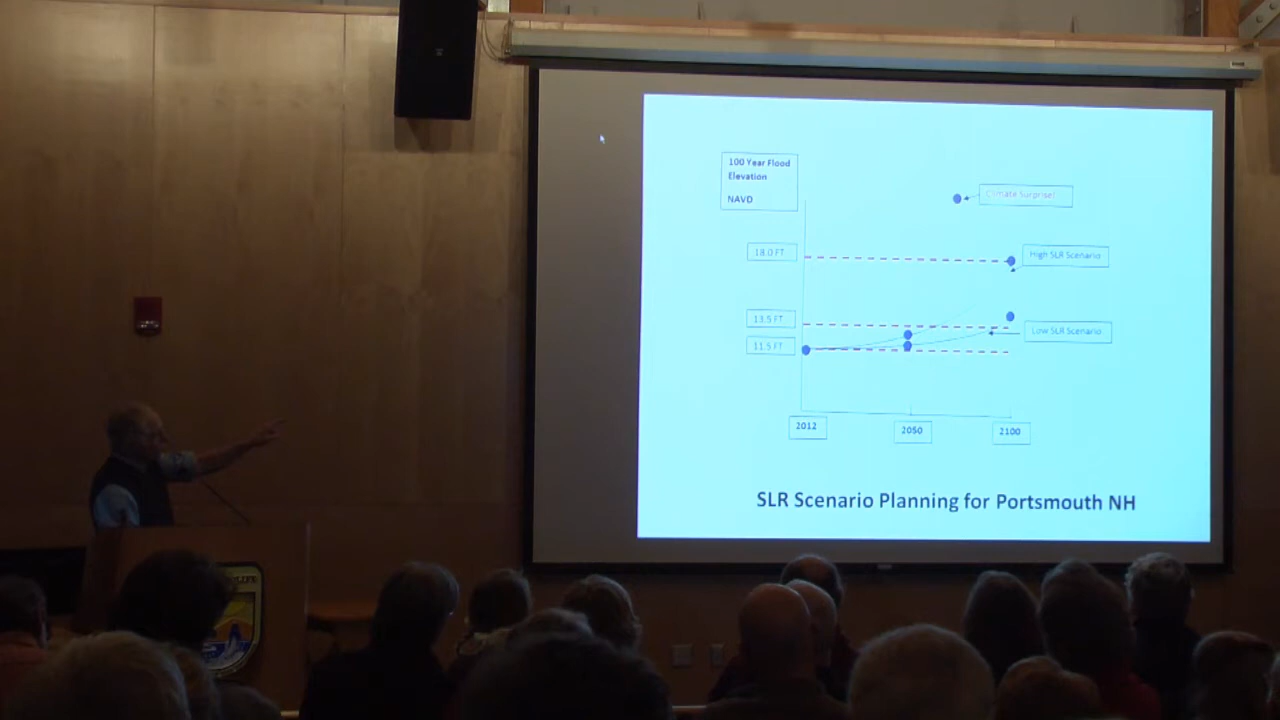 100 Year Flood
Elevation
NAVD
Climate Surprise!
18.0 FT
High SLR Scenario
13.5 FT
Low SLR Scenario
11.5 FT
2012
2050
2100
SLR Scenario Planning for Portsmouth NH